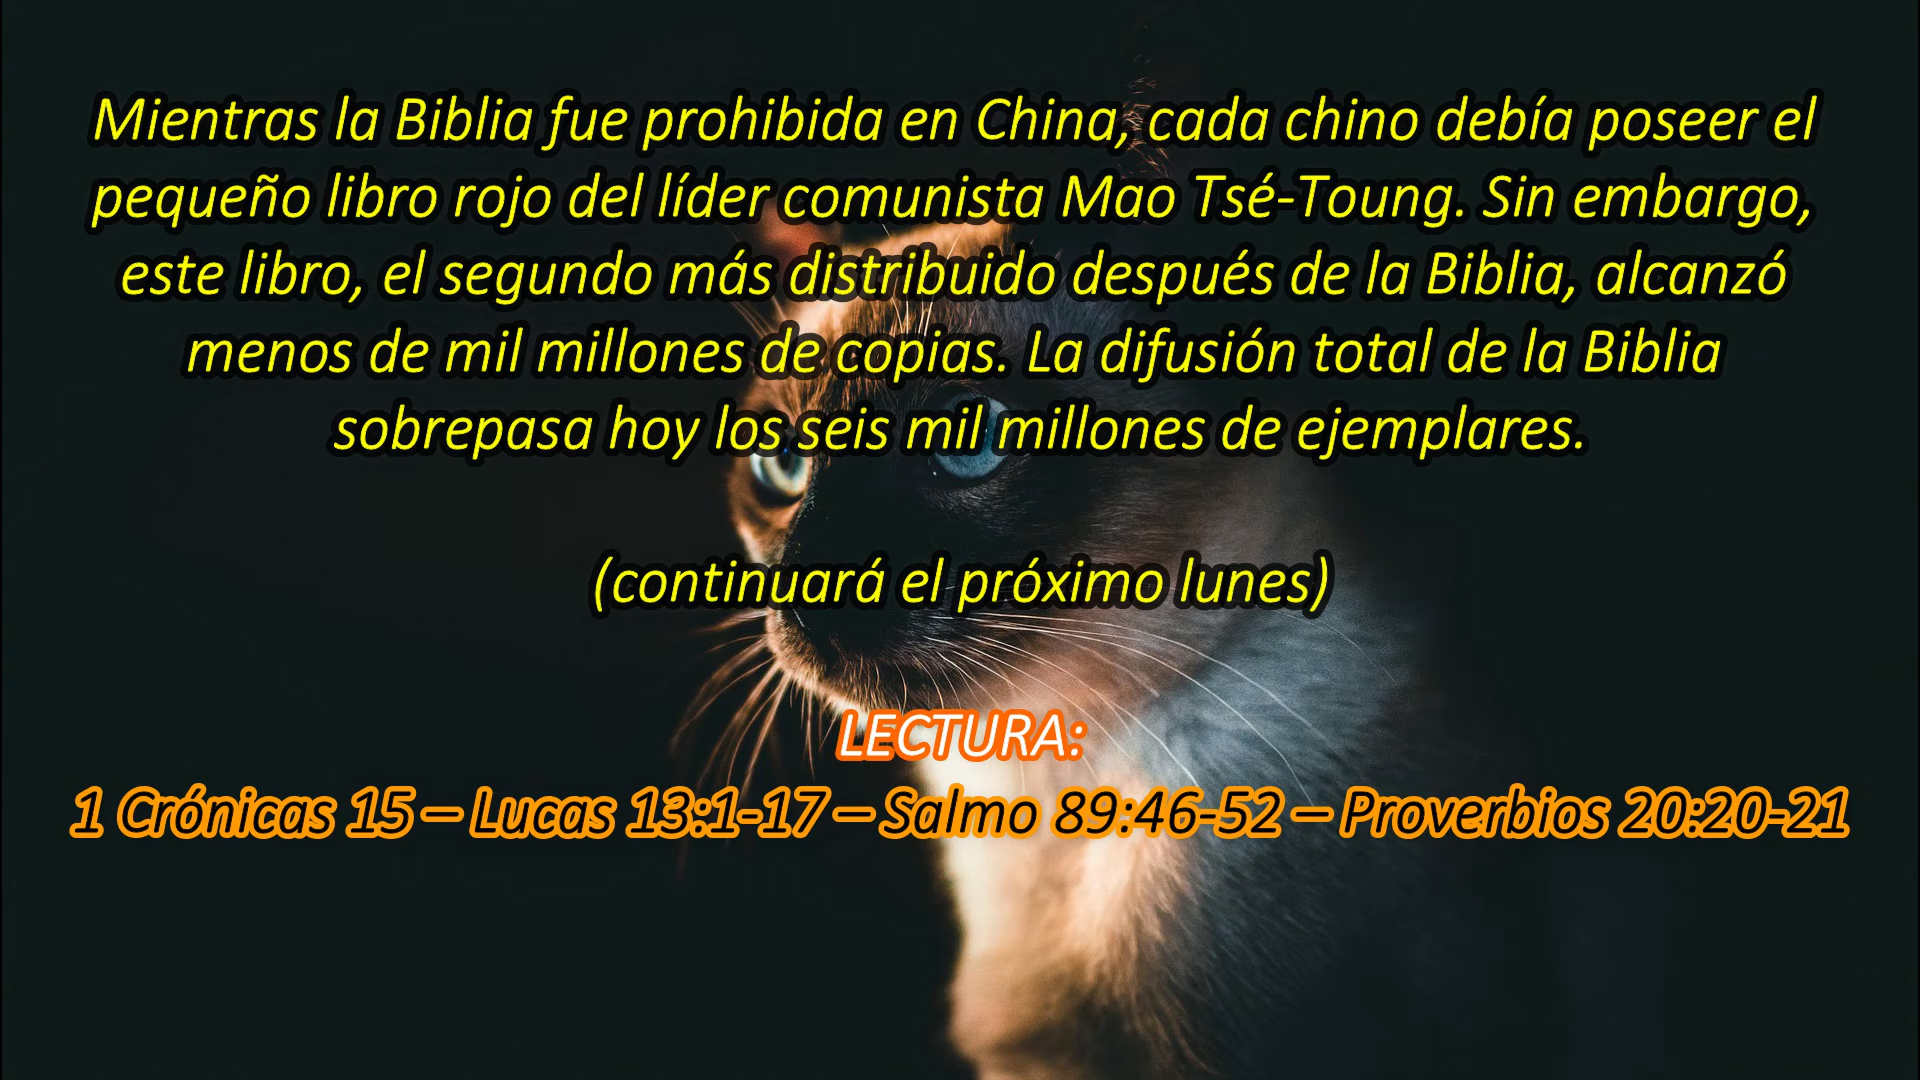 Mientras la Biblia fue prohibida en China, cada chino debía poseer el
pequeño libro rojo del líder comunista Mao Tsé-Toung. Sin embargo,
este libro, el segundo más distribuido después de la Biblia, alcanzó
menos de mil millones de copias. La difusión total de la Biblia
sobrepasa hoy los seis mil millones de ejemplares.
(continuará el próximo lunes)
LECTURA:
1 Crónicas 15 – Lucas 13:1-17 – Salmo 89:46-52 – Proverbios 20:20-21